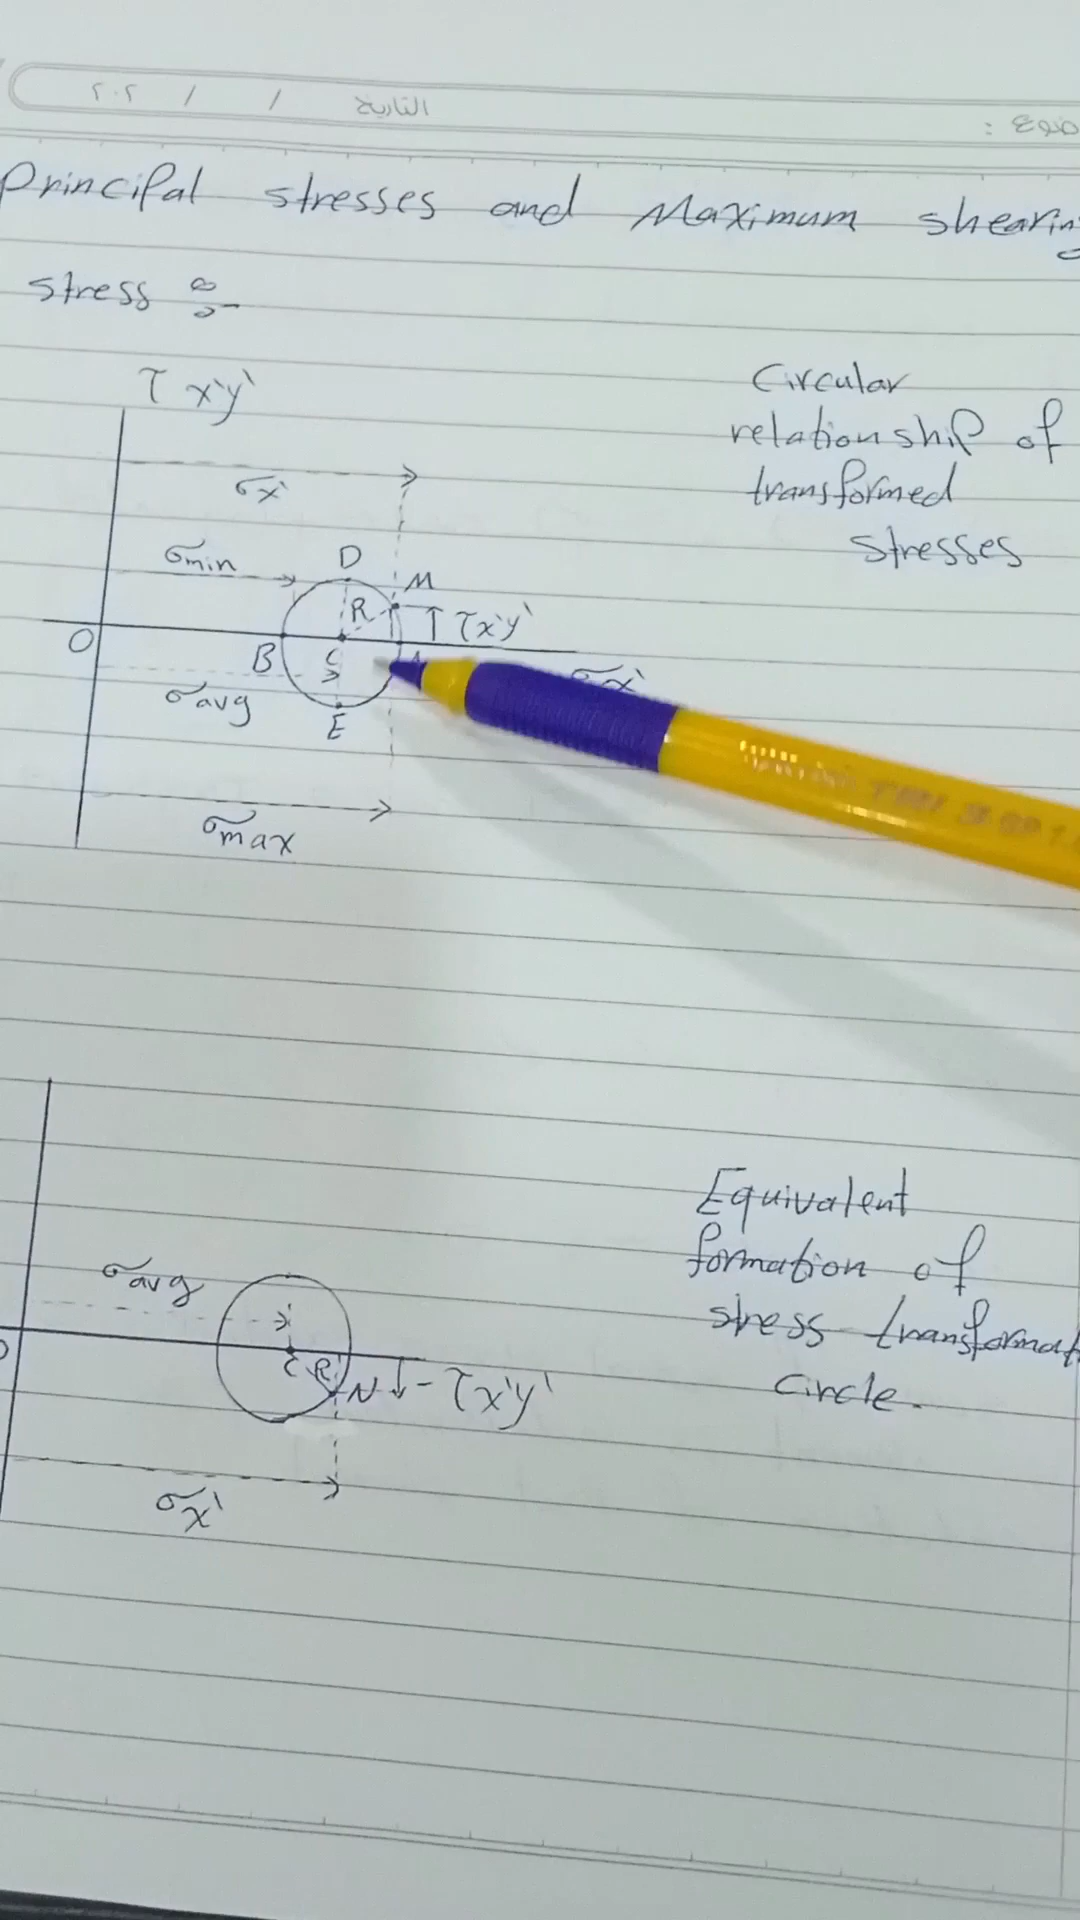 التاريخ / / ٢٠٢
Principal stresses and Maximum shearing
stress :-
τ x'y'
σx'
σmin
D
M
R
τx'y'
O
B
C
σx'
σavg
E
σmax
Circular
relationship of
transformed
stresses
σavg
C
R
N
-τx'y'
σx'
Equivalent
formation of
stress transformat
Circle.